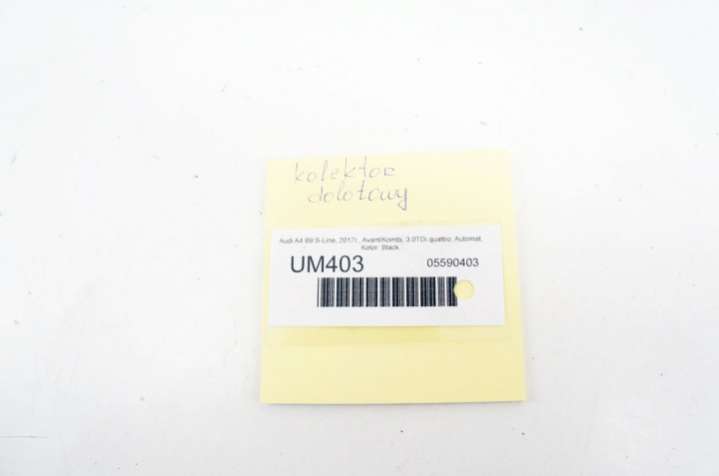 kolektor
dolotowy
Audi A4 B9 S-Line, 2017r., Avant/Kombi, 3.0TDi quattro, Automat,
Kolor: Black
UM403
05590403